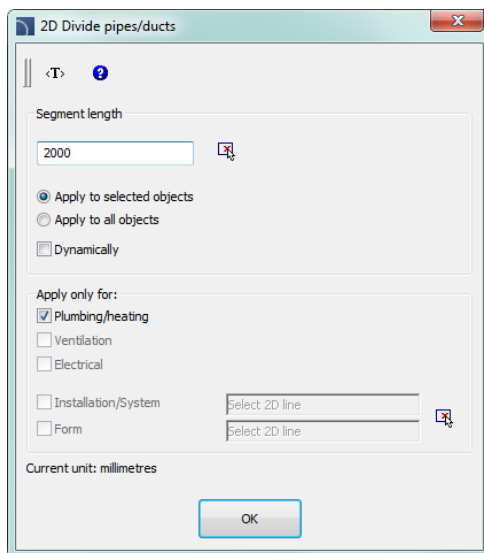 2D Divide pipes/ducts
<T>
Segment length
2000
Apply to selected objects
Apply to all objects
Dynamically
Apply only for:
Plumbing/heating
Ventilation
Electrical
Installation/System Select 2D line
Form Select 2D line
Current unit: millimetres
OK